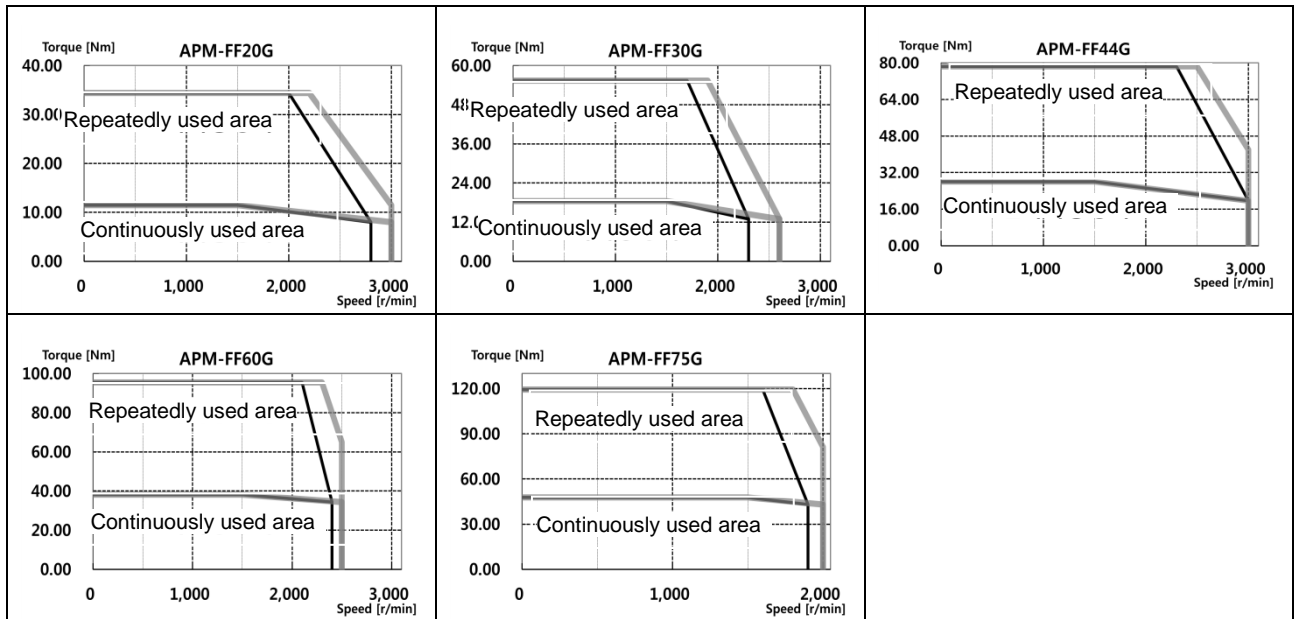 Torque [Nm]
APM-FF20G
40.00
30.00
Repeatedly used area
20.00
10.00
Continuously used area
0.00
0 1,000 2,000 3,000
Speed [r/min]
Torque [Nm]
APM-FF30G
60.00
Repeatedly used area
36.00
24.00
Continuously used area
0.00
0 1,000 2,000 3,000
Speed [r/min]
Torque [Nm]
APM-FF44G
80.00
Repeatedly used area
64.00
48.00
32.00
Continuously used area
16.00
0.00
0 1,000 2,000 3,000
Speed [r/min]
Torque [Nm]
APM-FF60G
100.00
Repeatedly used area
80.00
60.00
40.00
Continuously used area
20.00
0.00
0 1,000 2,000 3,000
Speed [r/min]
Torque [Nm]
APM-FF75G
120.00
Repeatedly used area
90.00
60.00
30.00
Continuously used area
0.00
0 1,000 2,000
Speed [r/min]